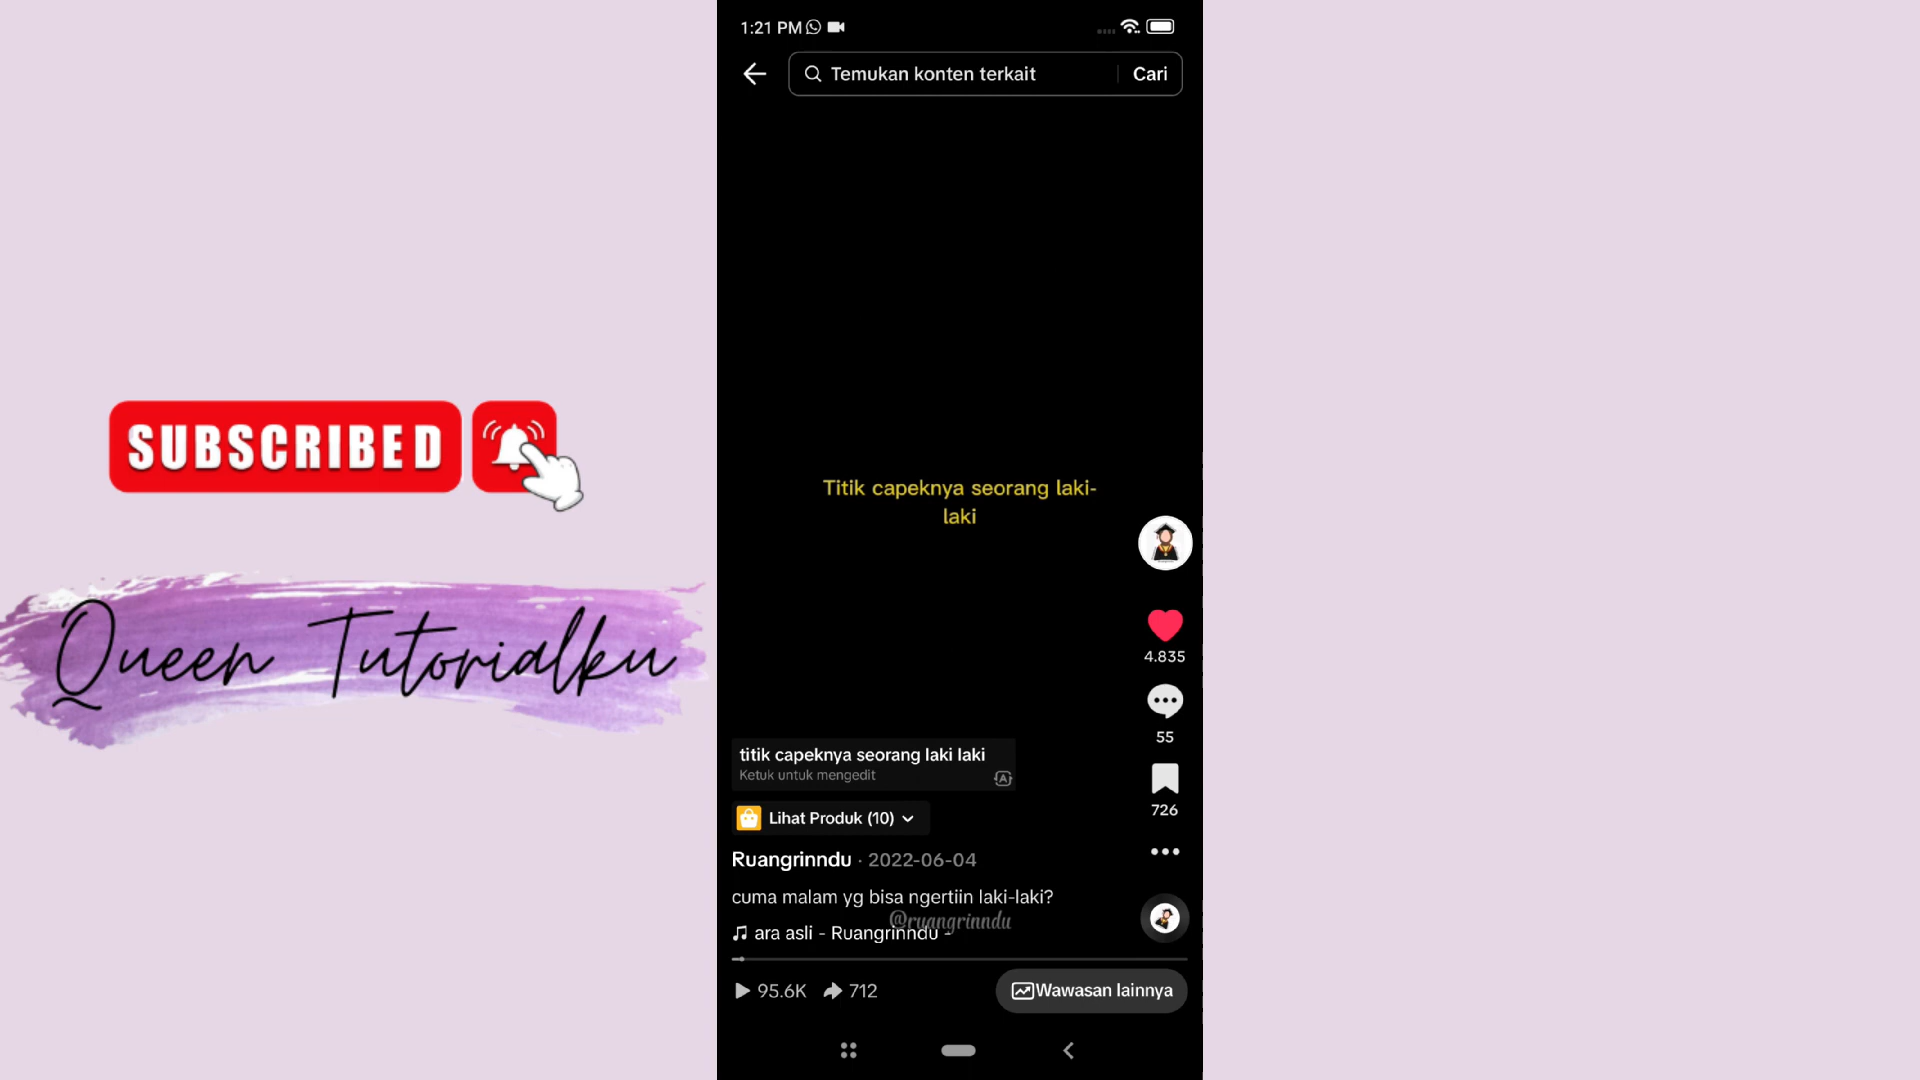 1:21 PM
Temukan konten terkait
Cari
SUBSCRIBED
Titik capeknya seorang laki-
laki
4.835
Queen Tutorialku
55
titik capeknya seorang laki laki
Ketuk untuk mengedit
726
Lihat Produk (10)
Ruangrinndu · 2022-06-04
cuma malam yg bisa ngertiin laki-laki?
@ruangrinndu
ara asli - Ruangrinndu -
95.6K
712
Wawasan lainnya